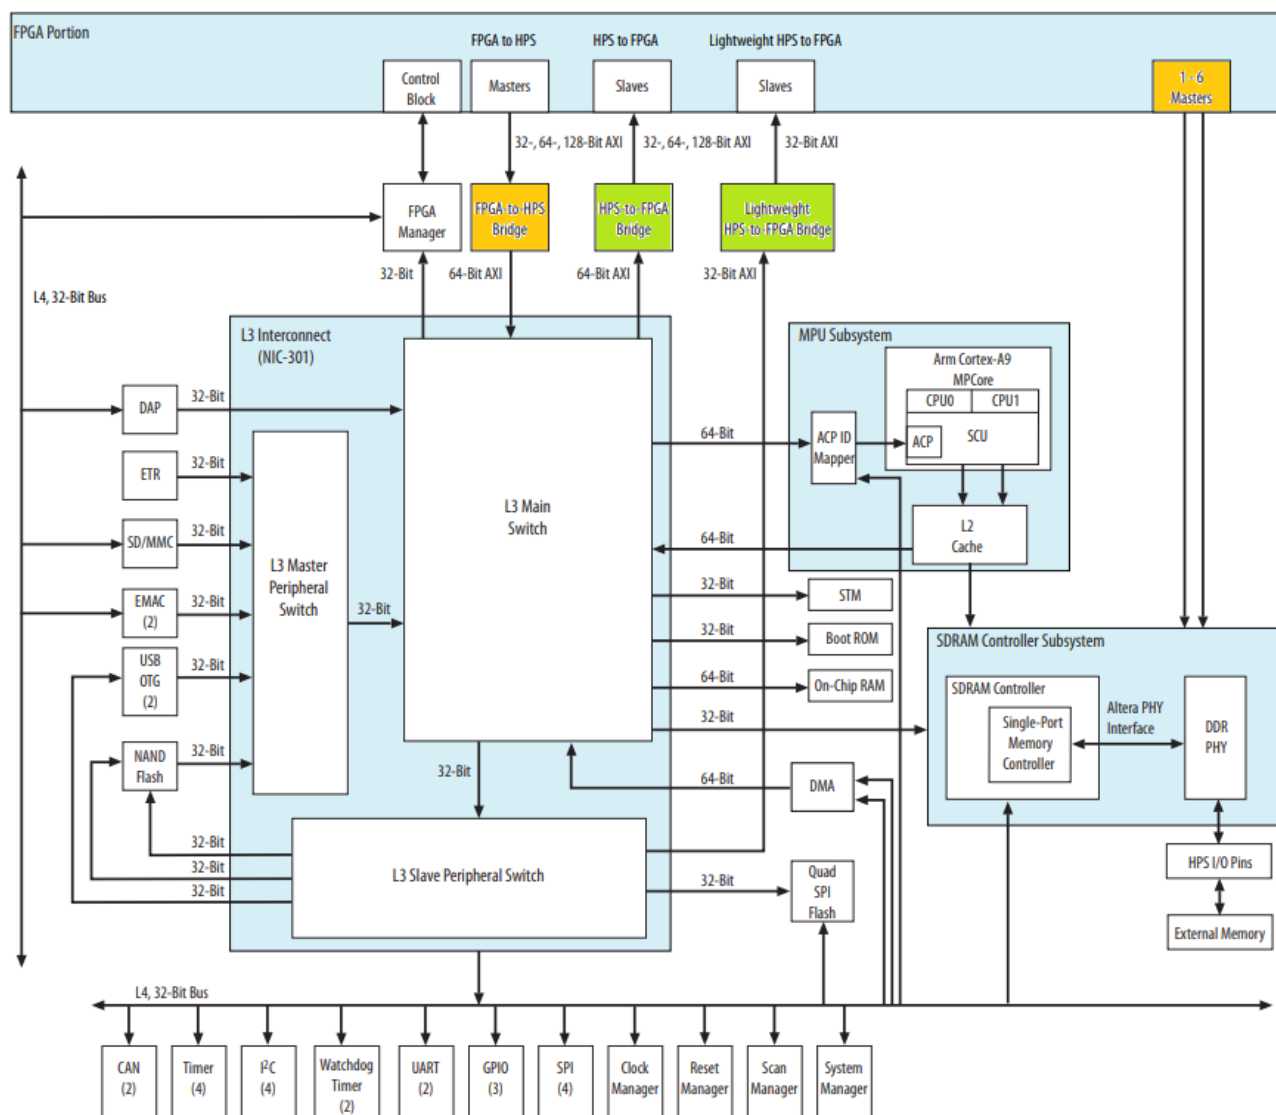 FPGA Portion
FPGA to HPS
HPS to FPGA
Lightweight HPS to FPGA
Control
Block
Masters
Slaves
Slaves
1 - 6
Masters
32-, 64-, 128-Bit AXI
32-, 64-, 128-Bit AXI
32-Bit AXI
FPGA
Manager
FPGA-to-HPS
Bridge
HPS-to-FPGA
Bridge
Lightweight
HPS-to-FPGA Bridge
32-Bit
64-Bit AXI
64-Bit AXI
32-Bit AXI
L4, 32-Bit Bus
L3 Interconnect
(NIC-301)
MPU Subsystem
Arm Cortex-A9
MPCore
CPU0
CPU1
DAP
32-Bit
64-Bit
ACP ID
Mapper
ACP
SCU
ETR
32-Bit
L3 Main
Switch
SD/MMC
32-Bit
64-Bit
L2
Cache
L3 Master
Peripheral
Switch
EMAC
(2)
32-Bit
32-Bit
32-Bit
STM
32-Bit
Boot ROM
USB
OTG
(2)
32-Bit
64-Bit
On-Chip RAM
32-Bit
SDRAM Controller Subsystem
SDRAM Controller
Single-Port
Memory
Controller
Altera PHY
Interface
DDR
PHY
NAND
Flash
32-Bit
32-Bit
64-Bit
DMA
32-Bit
32-Bit
32-Bit
L3 Slave Peripheral Switch
32-Bit
Quad
SPI
Flash
HPS I/O Pins
External Memory
L4, 32-Bit Bus
CAN
(2)
Timer
(4)
I²C
(4)
Watchdog
Timer
(2)
UART
(2)
GPIO
(3)
SPI
(4)
Clock
Manager
Reset
Manager
Scan
Manager
System
Manager